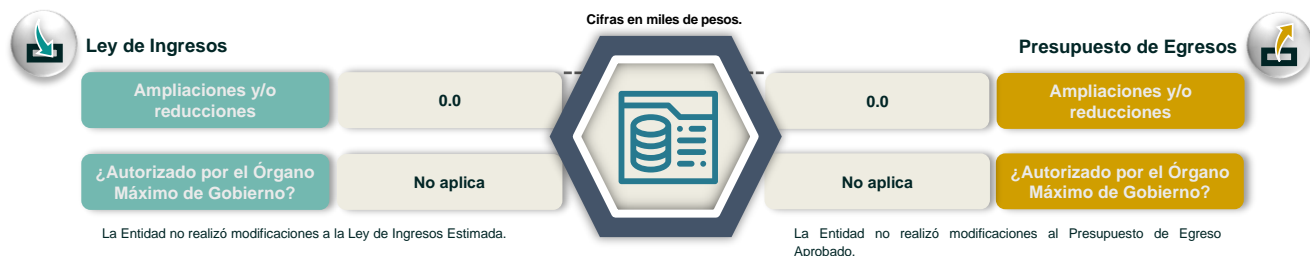 Cifras en miles de pesos.
Ley de Ingresos
Presupuesto de Egresos
Ampliaciones y/o
reducciones
0.0
0.0
Ampliaciones y/o
reducciones
¿Autorizado por el Órgano
Máximo de Gobierno?
No aplica
No aplica
¿Autorizado por el Órgano
Máximo de Gobierno?
La Entidad no realizó modificaciones a la Ley de Ingresos Estimada.
La Entidad no realizó modificaciones al Presupuesto de Egreso
Aprobado.